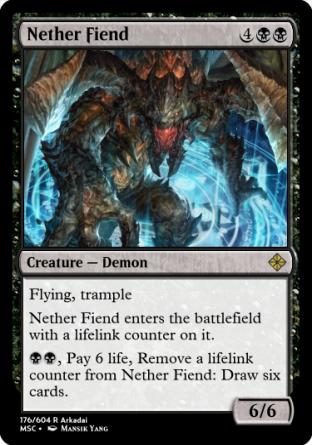 Nether Fiend 4
Creature — Demon
Flying, trample
Nether Fiend enters the battlefield
with a lifelink counter on it.
, Pay 6 life, Remove a lifelink
counter from Nether Fiend: Draw six
cards.
6/6
176/604 R Arkadai
MSC • Mansik Yang